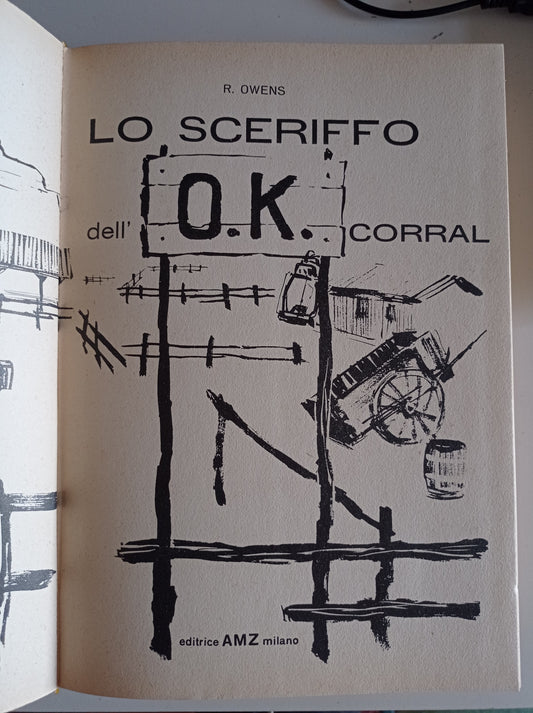 R. OWENS
LO SCERIFFO
dell' O.K. CORRAL
editrice AMZ milano